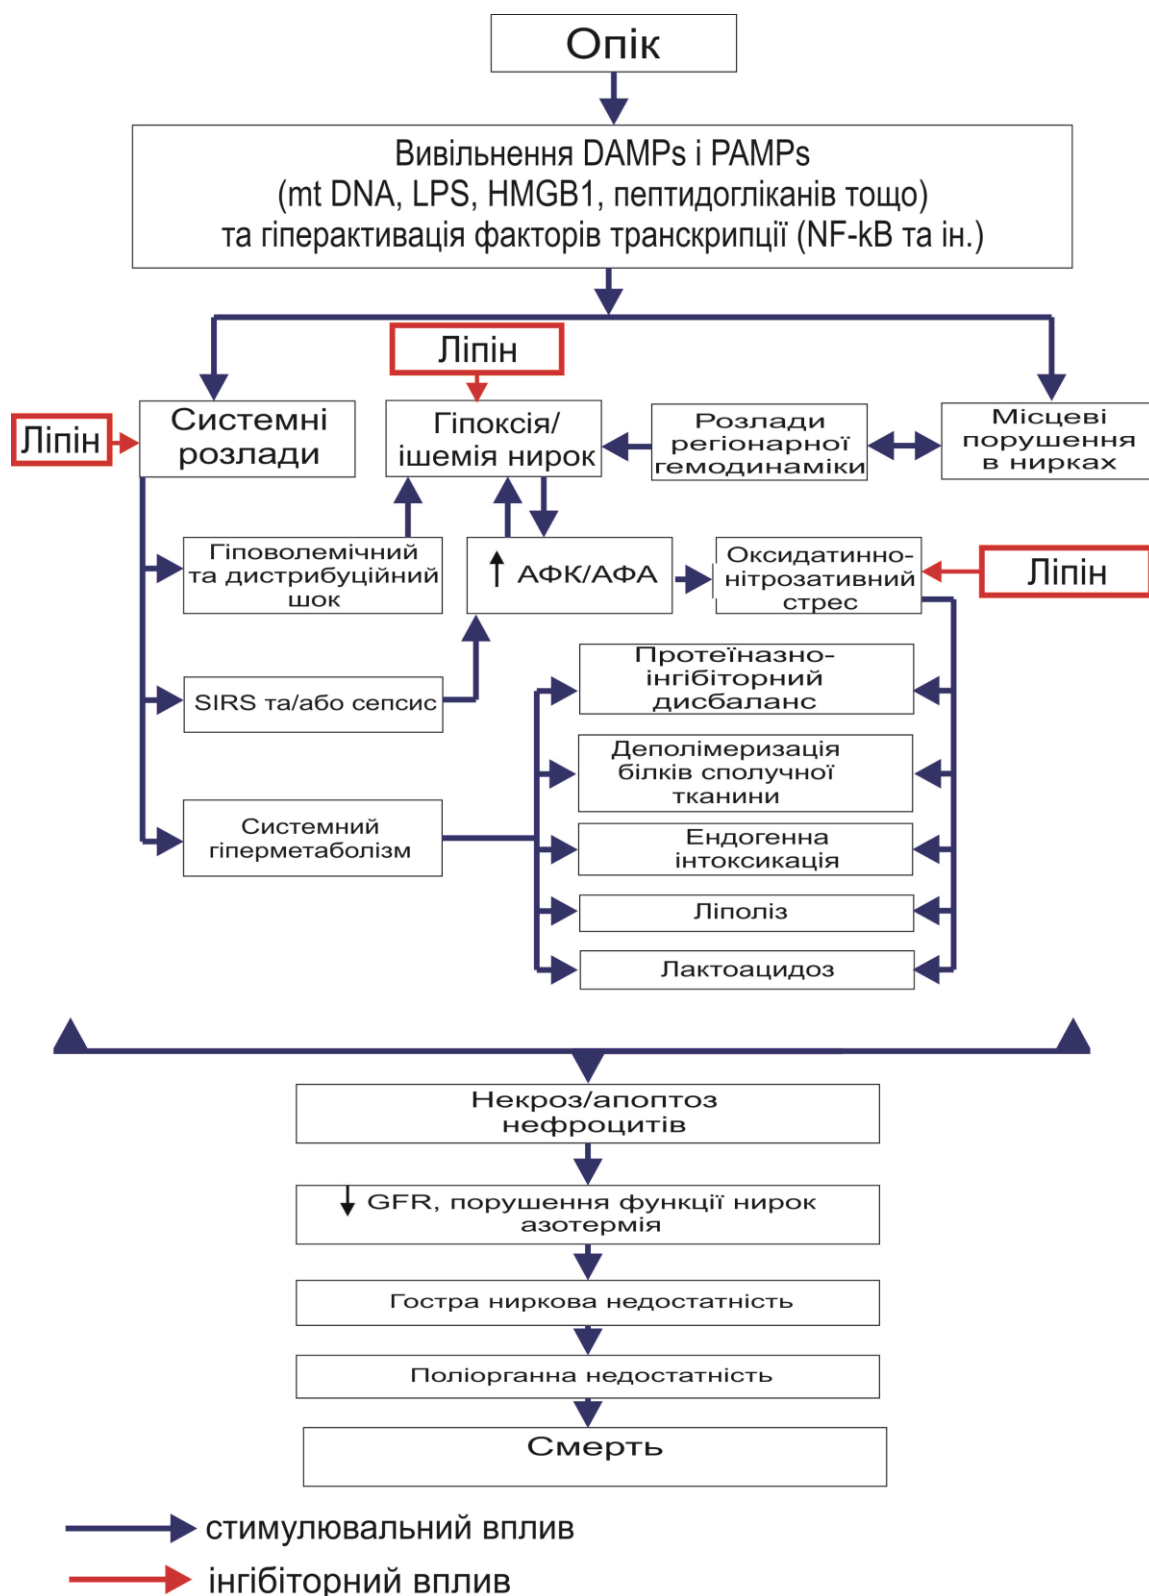 Опік
Вивільнення DAMPs і PAMPs
(mt DNA, LPS, HMGB1, пептидогліканів тощо)
та гіперактивація факторів транскрипції (NF-kB та ін.)
Ліпін
Ліпін
Системні
розлади
Гіпоксія/
ішемія нирок
Розлади
регіонарної
гемодинаміки
Місцеві
порушення
в нирках
Гіповолемічний
та дистрибуційний
шок
↑ АФК/АФА
Оксидатинно-
нітрозативний
стрес
Ліпін
SIRS та/або сепсис
Протеїназно-
інгібіторний
дисбаланс
Деполімеризація
білків сполучної
тканини
Системний
гіперметаболізм
Ендогенна
інтоксикація
Ліполіз
Лактоацидоз
Некроз/апоптоз
нефроцитів
↓ GFR, порушення функції нирок
азотермія
Гостра ниркова недостатність
Поліорганна недостатність
Смерть
стимулювальний вплив
інгібіторний вплив